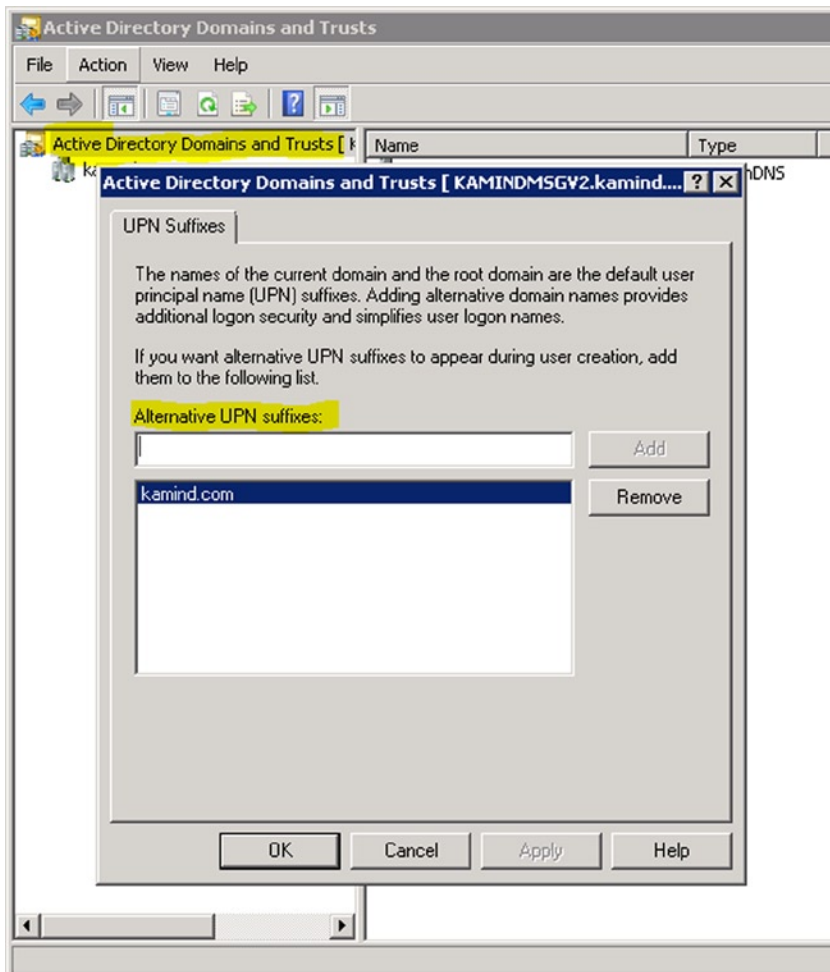 Active Directory Domains and Trusts
File Action View Help
Active Directory Domains and Trusts [ K
Name Type
ka
hDNS
Active Directory Domains and Trusts [ KAMINDMSGV2.kamind.... ? X
UPN Suffixes
The names of the current domain and the root domain are the default user
principal name (UPN) suffixes. Adding alternative domain names provides
additional logon security and simplifies user logon names.
If you want alternative UPN suffixes to appear during user creation, add
them to the following list.
Alternative UPN suffixes:
Add
kamind.com
Remove
OK Cancel Apply Help